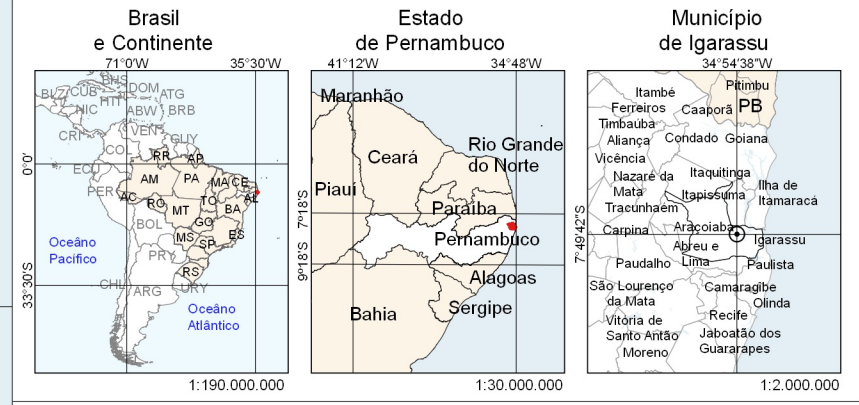 Brasil
e Continente
71°0'W
35°30'W
BHS
BLZ
CUB
DOM
ATG
HTI
NIC
ABW
BRB
CRI
VEN
GUY
COL
RR
AP
0°0'
ECU
AM
PA
MA
CE
PER
AC
RO
TO
AL
MT
BA
BOL
GO
Oceano
Pacífico
MS
ES
SP
PRY
RS
33°30'S
CHL
ARG
URY
Oceâno
Atlântico
1:190.000.000
Estado
de Pernambuco
41°12'W
34°48'W
Maranhão
Ceará
Rio Grande
do Norte
Piauí
7°18'S
Paraíba
Pernambuco
9°18'S
Alagoas
Sergipe
Bahia
1:30.000.000
Município
de Igarassu
34°54'38"W
Pitimbu
Itambé
PB
Ferreiros
Caaporã
Timbaúba
Aliança
Condado
Goiana
Vicência
Nazaré da
Mata
Itaquitinga
Itapissuma
Ilha de
Itamaracá
Tracunhaém
7°49'42"S
Carpina
Araçoiaba
Igarassu
Abreu e
Lima
Paudalho
Paulista
São Lourenço
da Mata
Camaragibe
Olinda
Recife
Vitória de
Santo Antão
Jaboatão dos
Guararapes
Moreno
1:2.000.000